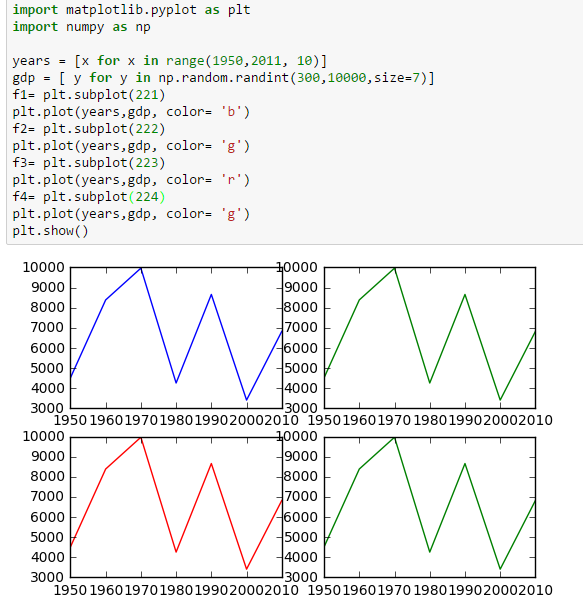 import matplotlib.pyplot as plt
import numpy as np

years = [x for x in range(1950,2011, 10)]
gdp = [ y for y in np.random.randint(300,10000,size=7)]
f1= plt.subplot(221)
plt.plot(years,gdp, color= 'b')
f2= plt.subplot(222)
plt.plot(years,gdp, color= 'g')
f3= plt.subplot(223)
plt.plot(years,gdp, color= 'r')
f4= plt.subplot(224)
plt.plot(years,gdp, color= 'g')
plt.show()
10000 10000
9000 9000
8000 8000
7000 7000
6000 6000
5000 5000
4000 4000
3000 3000
1950 1960 1970 1980 1990 2000 2010 1950 1960 1970 1980 1990 2000 2010
10000 10000
9000 9000
8000 8000
7000 7000
6000 6000
5000 5000
4000 4000
3000 3000
1950 1960 1970 1980 1990 2000 2010 1950 1960 1970 1980 1990 2000 2010